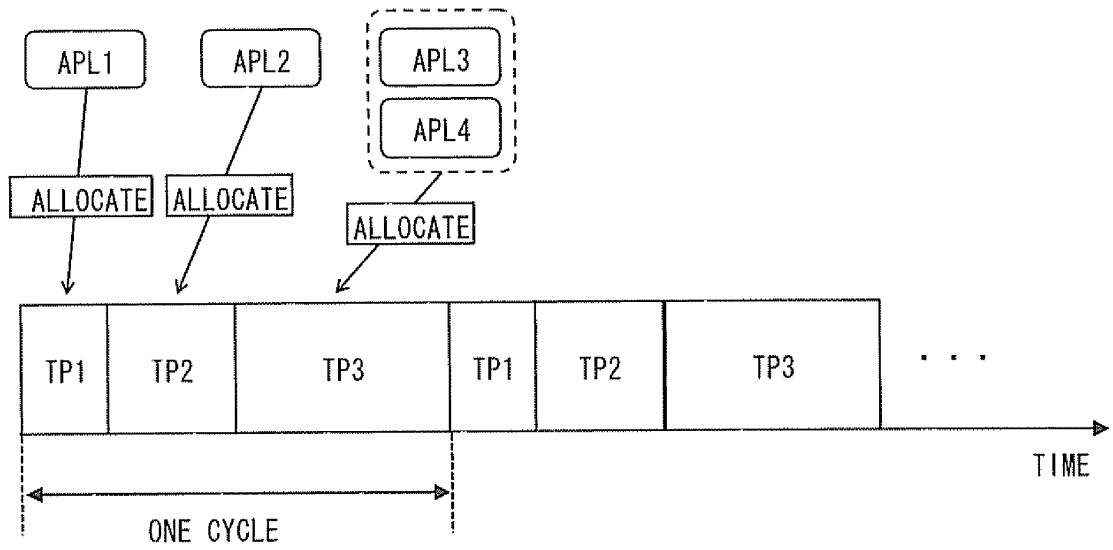 APL1
APL2
APL3
APL4
ALLOCATE
ALLOCATE
ALLOCATE
TP1
TP2
TP3
TP1
TP2
TP3
. . .
TIME
ONE CYCLE